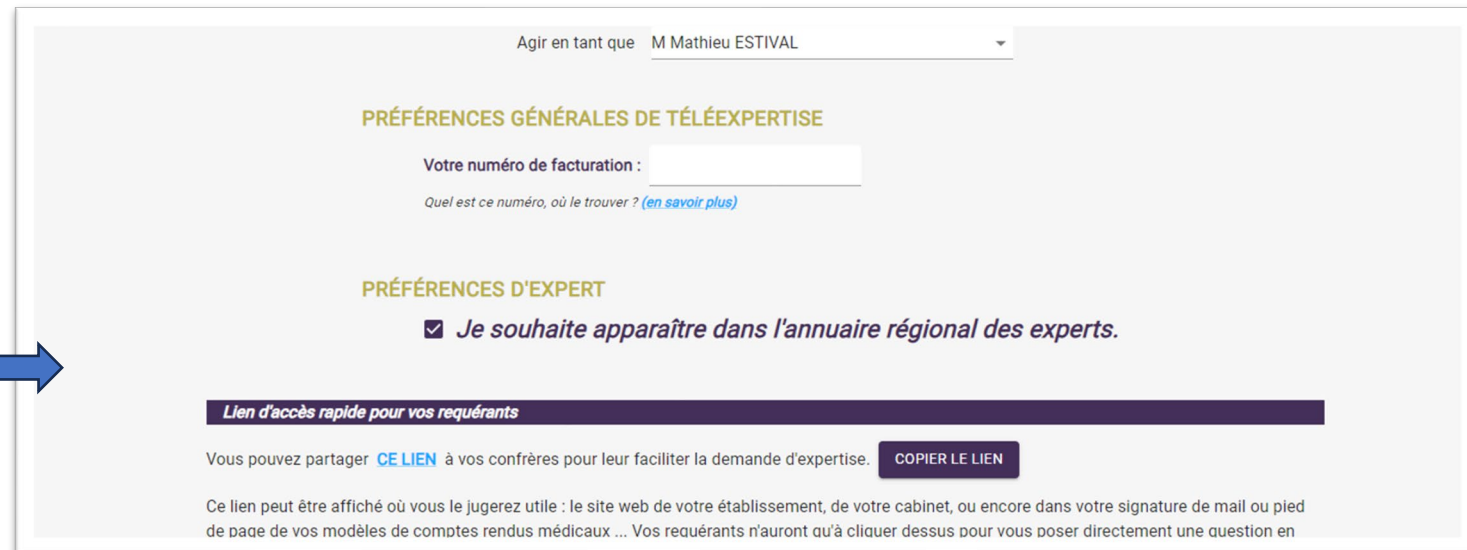 Agir en tant que M Mathieu ESTIVAL
PRÉFÉRENCES GÉNÉRALES DE TÉLÉEXPERTISE
Votre numéro de facturation :
Quel est ce numéro, où le trouver ? (en savoir plus)
PRÉFÉRENCES D'EXPERT
Je souhaite apparaître dans l'annuaire régional des experts.
Lien d'accès rapide pour vos requérants
Vous pouvez partager CE LIEN à vos confrères pour leur faciliter la demande d'expertise. COPIER LE LIEN
Ce lien peut être affiché où vous le jugerez utile : le site web de votre établissement, de votre cabinet, ou encore dans votre signature de mail ou pied
de page de vos modèles de comptes rendus médicaux ... Vos requérants n'auront qu'à cliquer dessus pour vous poser directement une question en